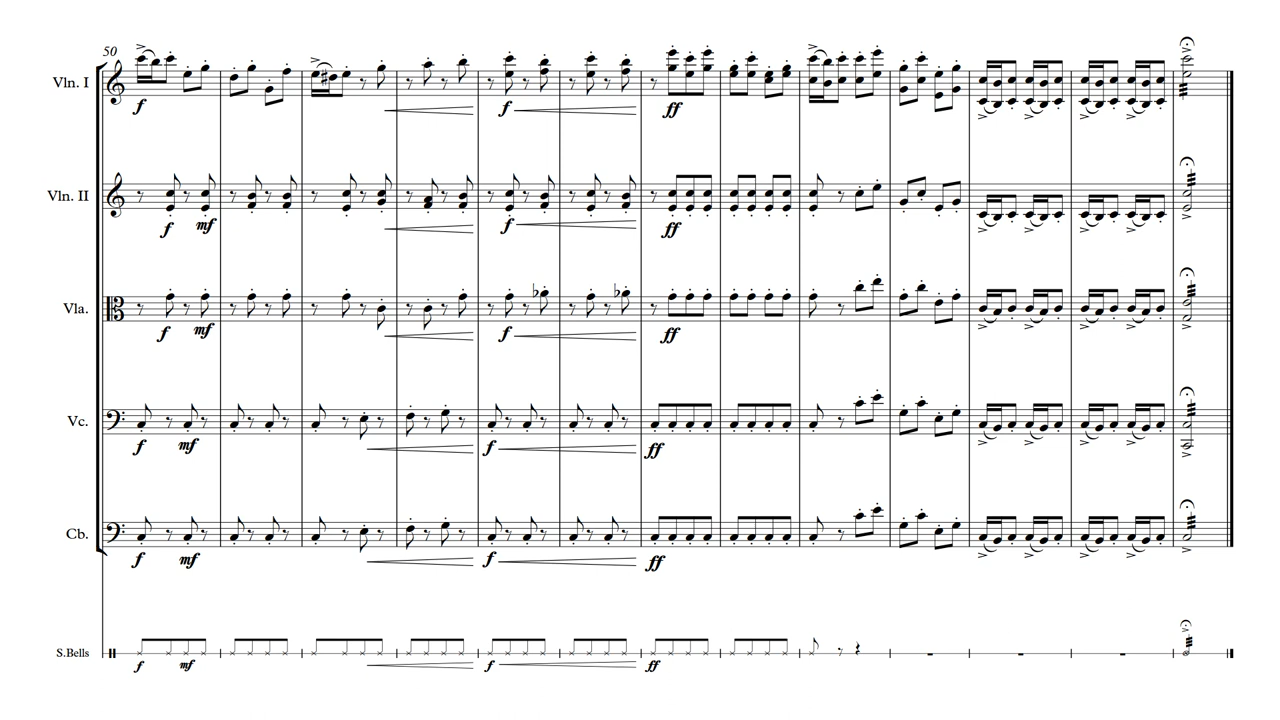 50
Vln. I
f f ff
Vln. II
f mf f ff
Vla.
f mf f ff
Vc.
f mf f ff
Cb.
f mf f ff
S.Bells
f mf f ff